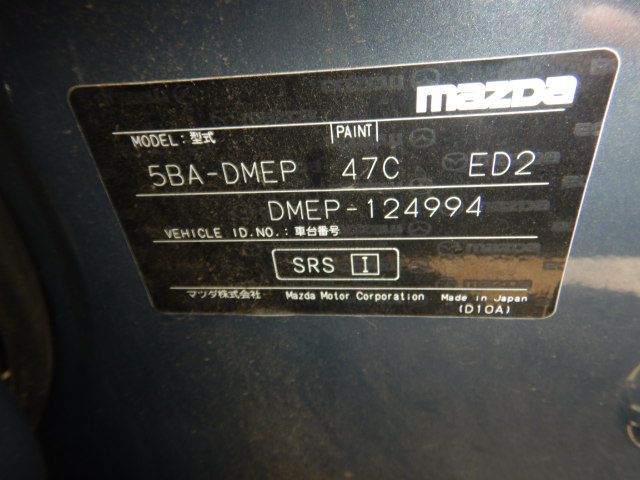 mazda
MODEL: 型式 PAINT
5BA-DMEP 47C ED2
DMEP-124994
VEHICLE ID.NO.: 車台番号
SRS I
マツダ株式会社 Mazda Motor Corporation Made in Japan
(D10A)